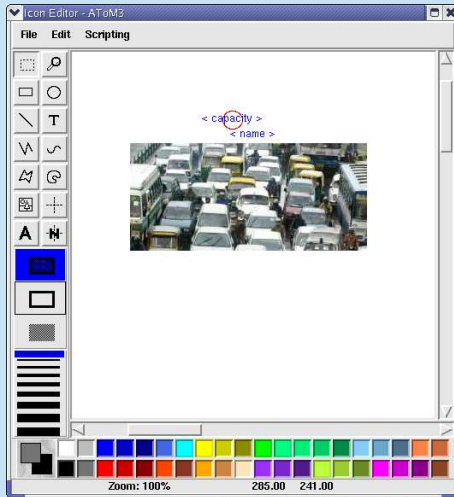 Icon Editor - AToM3
File Edit Scripting
T
A
< capacity >
< name >
Zoom: 100% 285.00 241.00